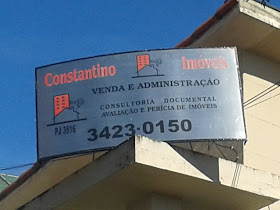 Constantino Imóveis
VENDA E ADMINISTRAÇÃO
CONSULTORIA DOCUMENTAL
AVALIAÇÃO E PERÍCIA DE IMÓVEIS
PJ 3516
3423-0150